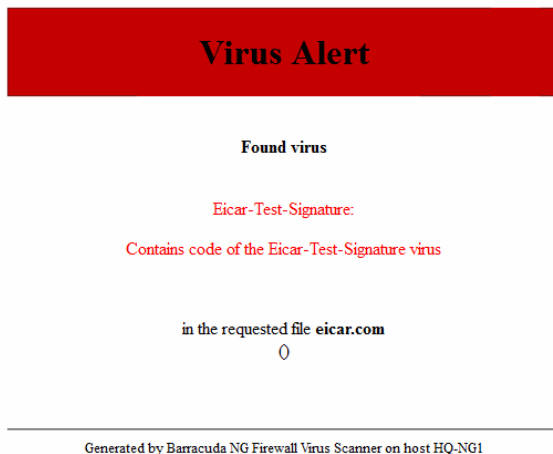 Virus Alert
Found virus
Eicar-Test-Signature:
Contains code of the Eicar-Test-Signature virus
in the requested file eicar.com
()
Generated by Barracuda NG Firewall Virus Scanner on host HQ-NG1